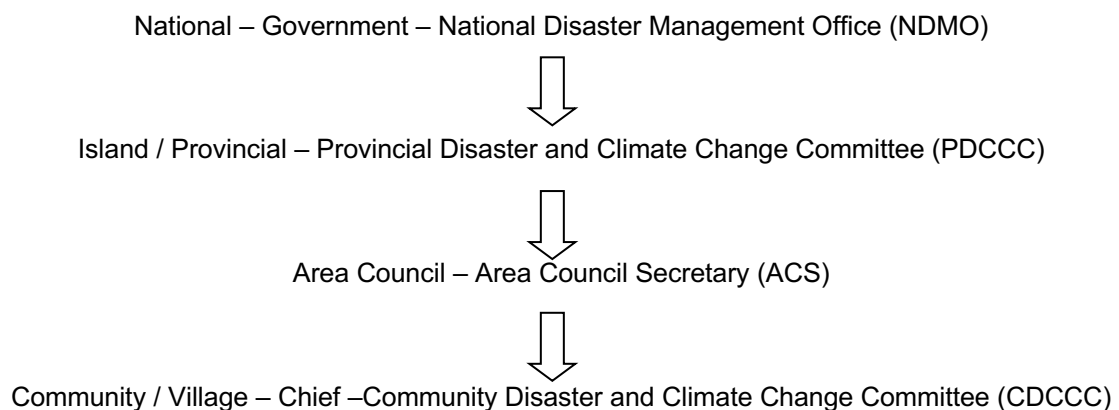 National – Government – National Disaster Management Office (NDMO)
Island / Provincial – Provincial Disaster and Climate Change Committee (PDCCC)
Area Council – Area Council Secretary (ACS)
Community / Village – Chief –Community Disaster and Climate Change Committee (CDCCC)